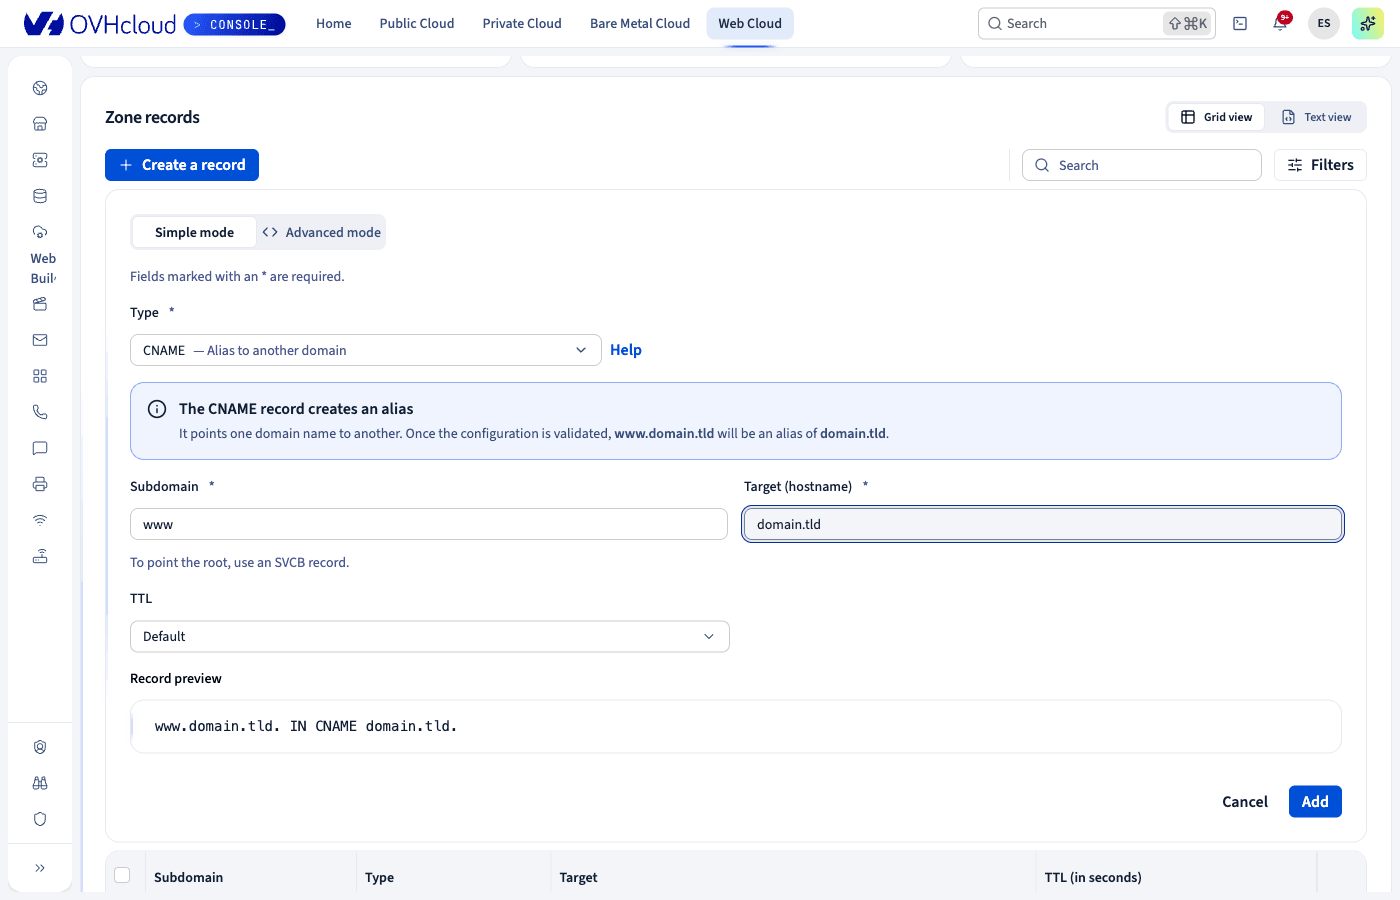 OVHcloud > CONSOLE_ Home Public Cloud Private Cloud Bare Metal Cloud Web Cloud Search ⇧⌘K 9+ ES
Zone records
Grid view Text view
Create a record Search Filters
Simple mode Advanced mode
Web
Fields marked with an * are required.
Type *
CNAME — Alias to another domain Help
The CNAME record creates an alias
It points one domain name to another. Once the configuration is validated, www.domain.tld will be an alias of domain.tld.
Subdomain * Target (hostname) *
www domain.tld
To point the root, use an SVCB record.
TTL
Default
Record preview
www.domain.tld. IN CNAME domain.tld.
Cancel Add
Subdomain Type Target TTL (in seconds)